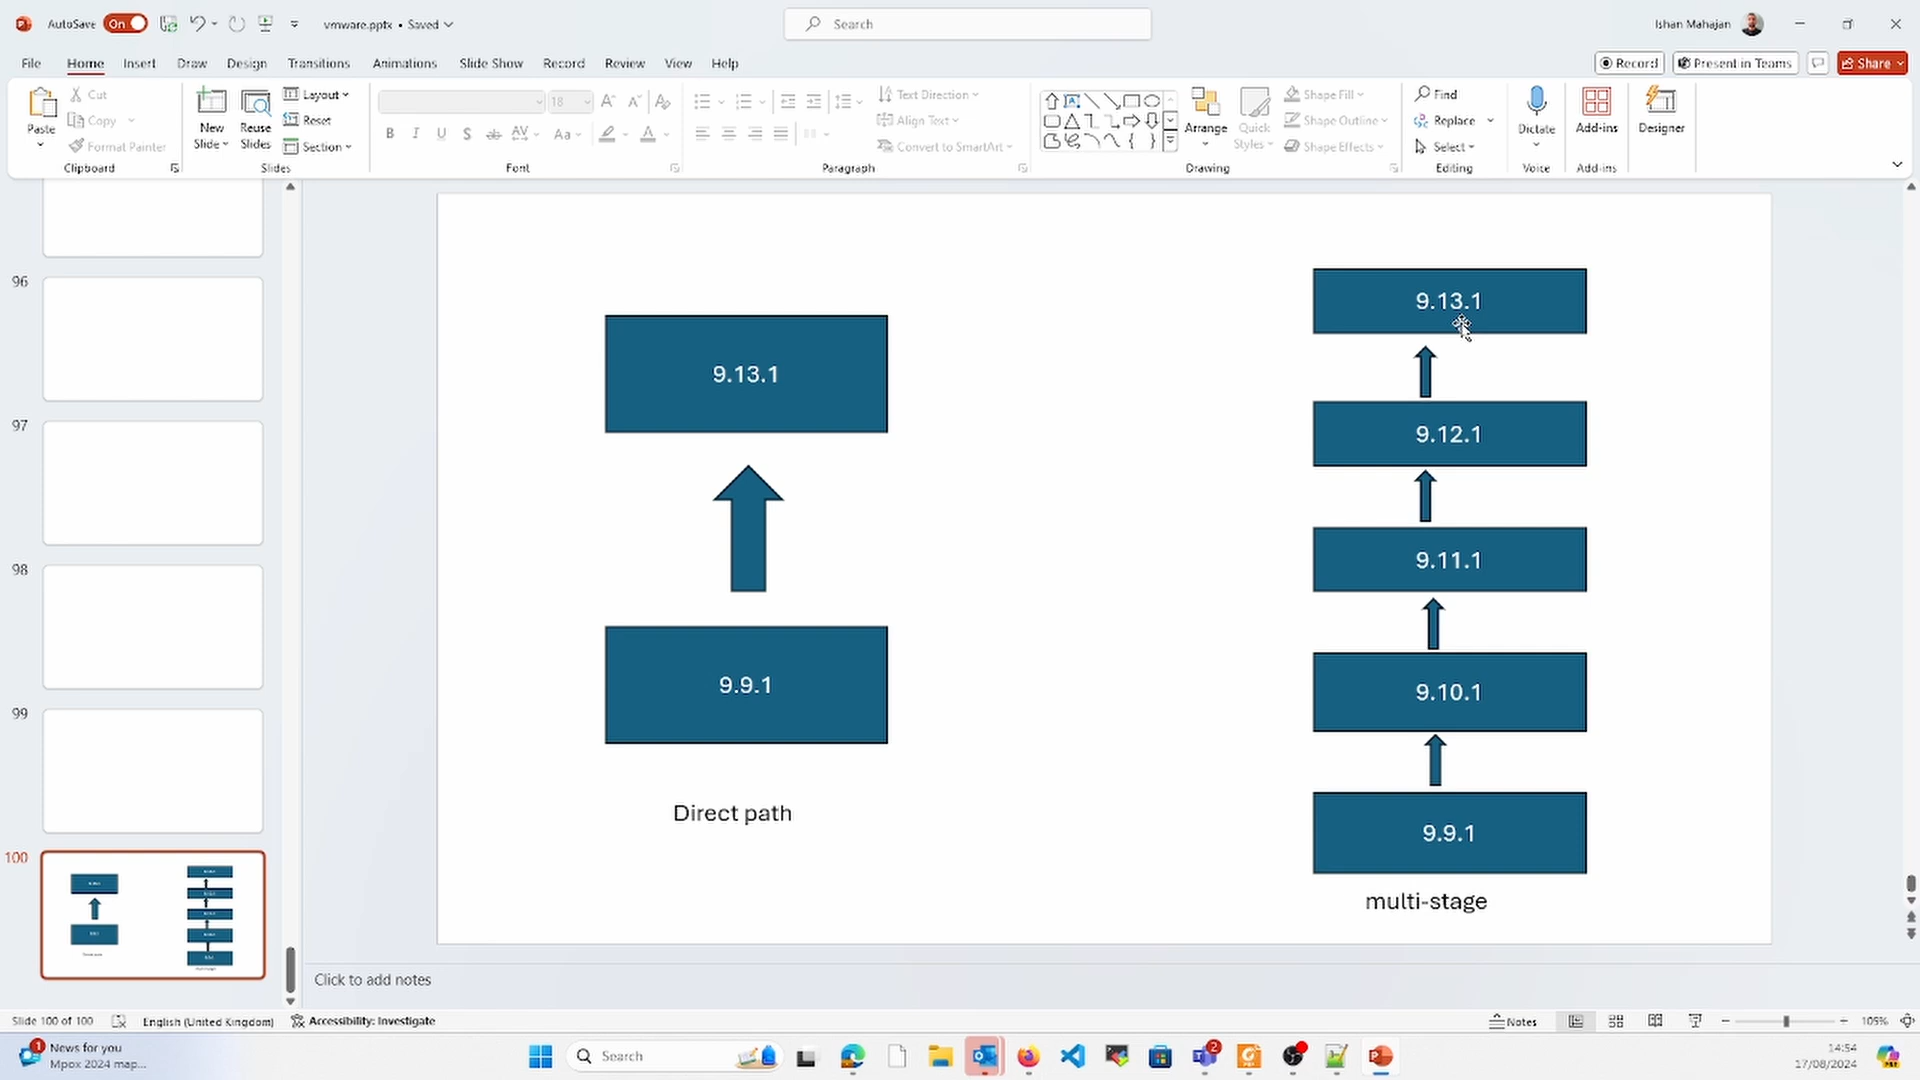 AutoSave On vmware.pptx • Saved Search Ishan Mahajan
File Home Insert Draw Design Transitions Animations Slide Show Record Review View Help Record Present in Teams Share
Paste Cut Copy Format Painter Clipboard
New Slide Reuse Slides Layout Reset Section Slides
18 Aa Font
Text Direction Align Text Convert to SmartArt Paragraph
Arrange Quick Styles Shape Fill Shape Outline Shape Effects Drawing
Find Replace Select Editing
Dictate Voice
Add-ins Add-ins
Designer
96
97
98
99
100
9.13.1
9.9.1
Direct path
9.13.1
9.12.1
9.11.1
9.10.1
9.9.1
multi-stage
Click to add notes
Slide 100 of 100 English (United Kingdom) Accessibility: Investigate Notes 105%
News for you
Mpox 2024 map...
Search
14:54
17/08/2024